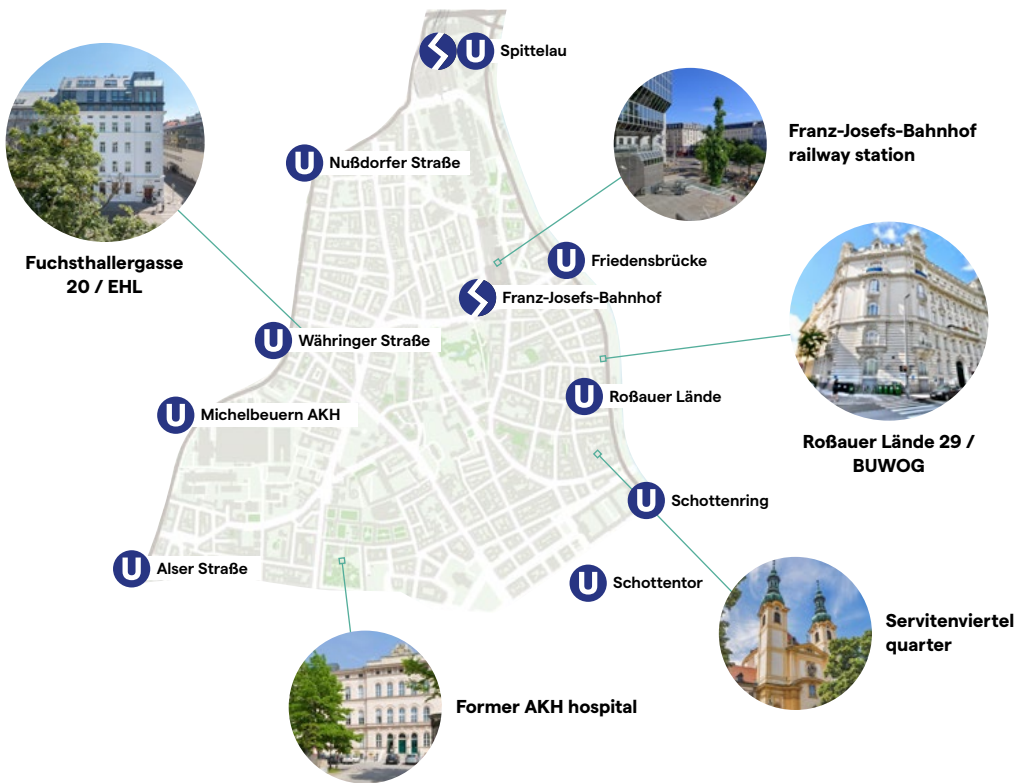 U Spittelau
U Nußdorfer Straße
Franz-Josefs-Bahnhof
railway station
Fuchsthallergasse
20 / EHL
U Friedensbrücke
Franz-Josefs-Bahnhof
U Währinger Straße
U Roßauer Lände
U Michelbeuern AKH
Roßauer Lände 29 /
BUWOG
U Schottenring
U Alser Straße
U Schottentor
Servitenviertel
quarter
Former AKH hospital